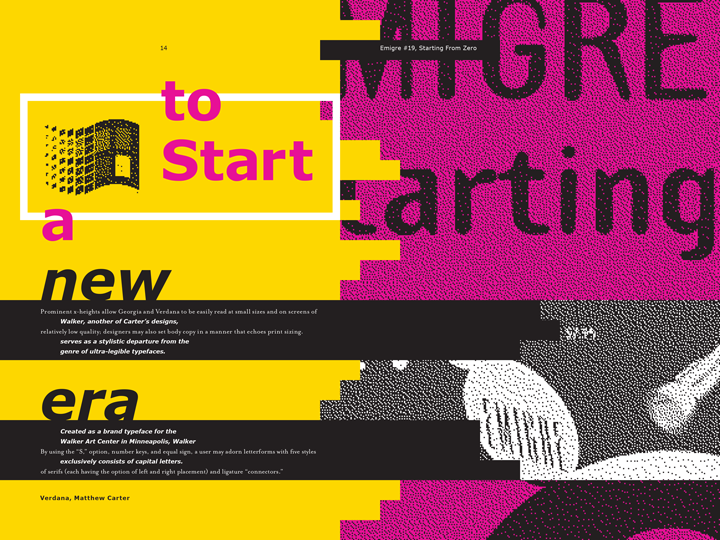 14
Emigre #19, Starting From Zero
MIGRE
to
Start
tarting
a
new
Prominent x-heights allow Georgia and Verdana to be easily read at small sizes and on screens of
Walker, another of Carter's designs,
relatively low quality; designers may also set body copy in a manner that echoes print sizing.
serves as a stylistic departure from the
genre of ultra-legible typefaces.
era
Created as a brand typeface for the
Walker Art Center in Minneapolis, Walker
By using the "S," option, number keys, and equal sign, a user may adorn letterforms with five styles
exclusively consists of capital letters.
of serifs (each having the option of left and right placement) and ligature "connectors."
Verdana, Matthew Carter